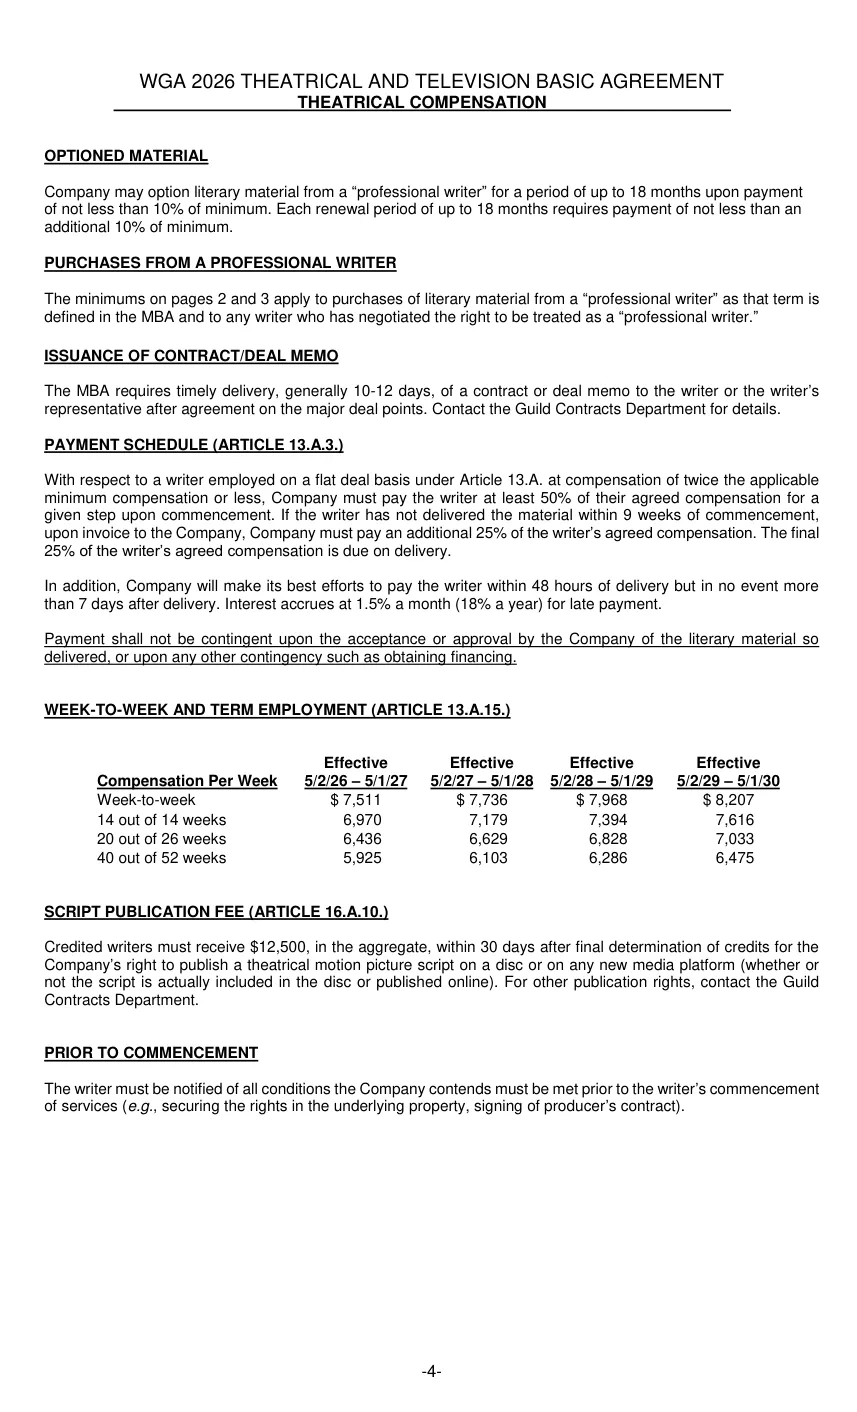 WGA 2026 THEATRICAL AND TELEVISION BASIC AGREEMENT
THEATRICAL COMPENSATION
OPTIONED MATERIAL
Company may option literary material from a “professional writer” for a period of up to 18 months upon payment
of not less than 10% of minimum. Each renewal period of up to 18 months requires payment of not less than an
additional 10% of minimum.
PURCHASES FROM A PROFESSIONAL WRITER
The minimums on pages 2 and 3 apply to purchases of literary material from a “professional writer” as that term is
defined in the MBA and to any writer who has negotiated the right to be treated as a “professional writer.”
ISSUANCE OF CONTRACT/DEAL MEMO
The MBA requires timely delivery, generally 10-12 days, of a contract or deal memo to the writer or the writer’s
representative after agreement on the major deal points. Contact the Guild Contracts Department for details.
PAYMENT SCHEDULE (ARTICLE 13.A.3.)
With respect to a writer employed on a flat deal basis under Article 13.A. at compensation of twice the applicable
minimum compensation or less, Company must pay the writer at least 50% of their agreed compensation for a
given step upon commencement. If the writer has not delivered the material within 9 weeks of commencement,
upon invoice to the Company, Company must pay an additional 25% of the writer’s agreed compensation. The final
25% of the writer’s agreed compensation is due on delivery.
In addition, Company will make its best efforts to pay the writer within 48 hours of delivery but in no event more
than 7 days after delivery. Interest accrues at 1.5% a month (18% a year) for late payment.
Payment shall not be contingent upon the acceptance or approval by the Company of the literary material so
delivered, or upon any other contingency such as obtaining financing.
WEEK-TO-WEEK AND TERM EMPLOYMENT (ARTICLE 13.A.15.)
Effective Effective Effective Effective
Compensation Per Week 5/2/26 – 5/1/27 5/2/27 – 5/1/28 5/2/28 – 5/1/29 5/2/29 – 5/1/30
Week-to-week $ 7,511 $ 7,736 $ 7,968 $ 8,207
14 out of 14 weeks 6,970 7,179 7,394 7,616
20 out of 26 weeks 6,436 6,629 6,828 7,033
40 out of 52 weeks 5,925 6,103 6,286 6,475
SCRIPT PUBLICATION FEE (ARTICLE 16.A.10.)
Credited writers must receive $12,500, in the aggregate, within 30 days after final determination of credits for the
Company’s right to publish a theatrical motion picture script on a disc or on any new media platform (whether or
not the script is actually included in the disc or published online). For other publication rights, contact the Guild
Contracts Department.
PRIOR TO COMMENCEMENT
The writer must be notified of all conditions the Company contends must be met prior to the writer’s commencement
of services (e.g., securing the rights in the underlying property, signing of producer’s contract).
-4-